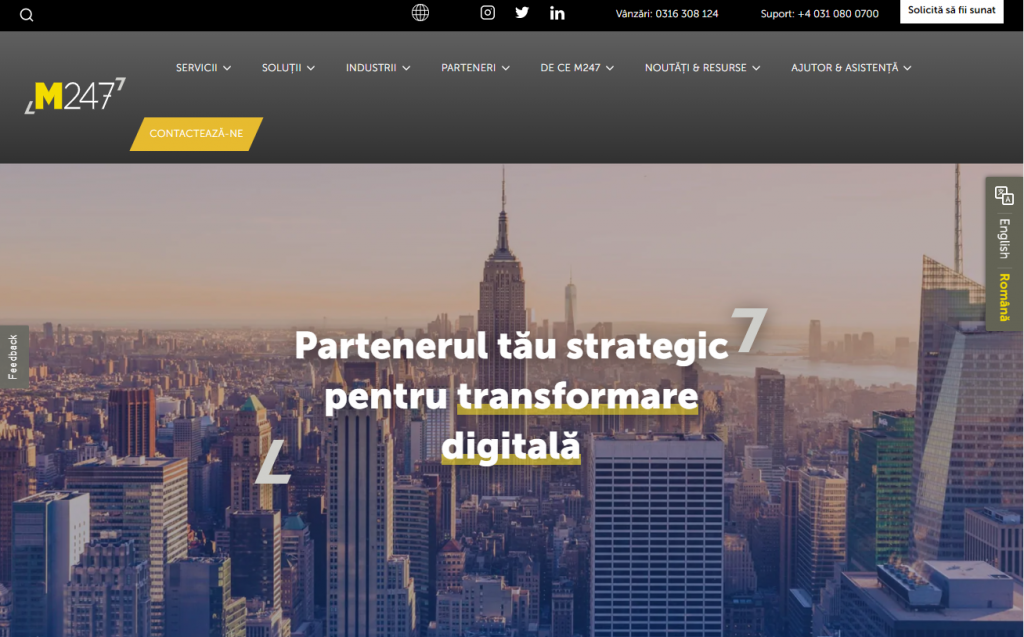 Vânzări: 0316 308 124
Suport: +4 031 080 0700
Solicită să fii sunat
SERVICII
SOLUȚII
INDUSTRII
PARTENERI
DE CE M247
NOUTĂȚI & RESURSE
AJUTOR & ASISTENȚĂ
M247
CONTACTEAZĂ-NE
English
Română
Feedback
Partenerul tău strategic
pentru transformare
digitală